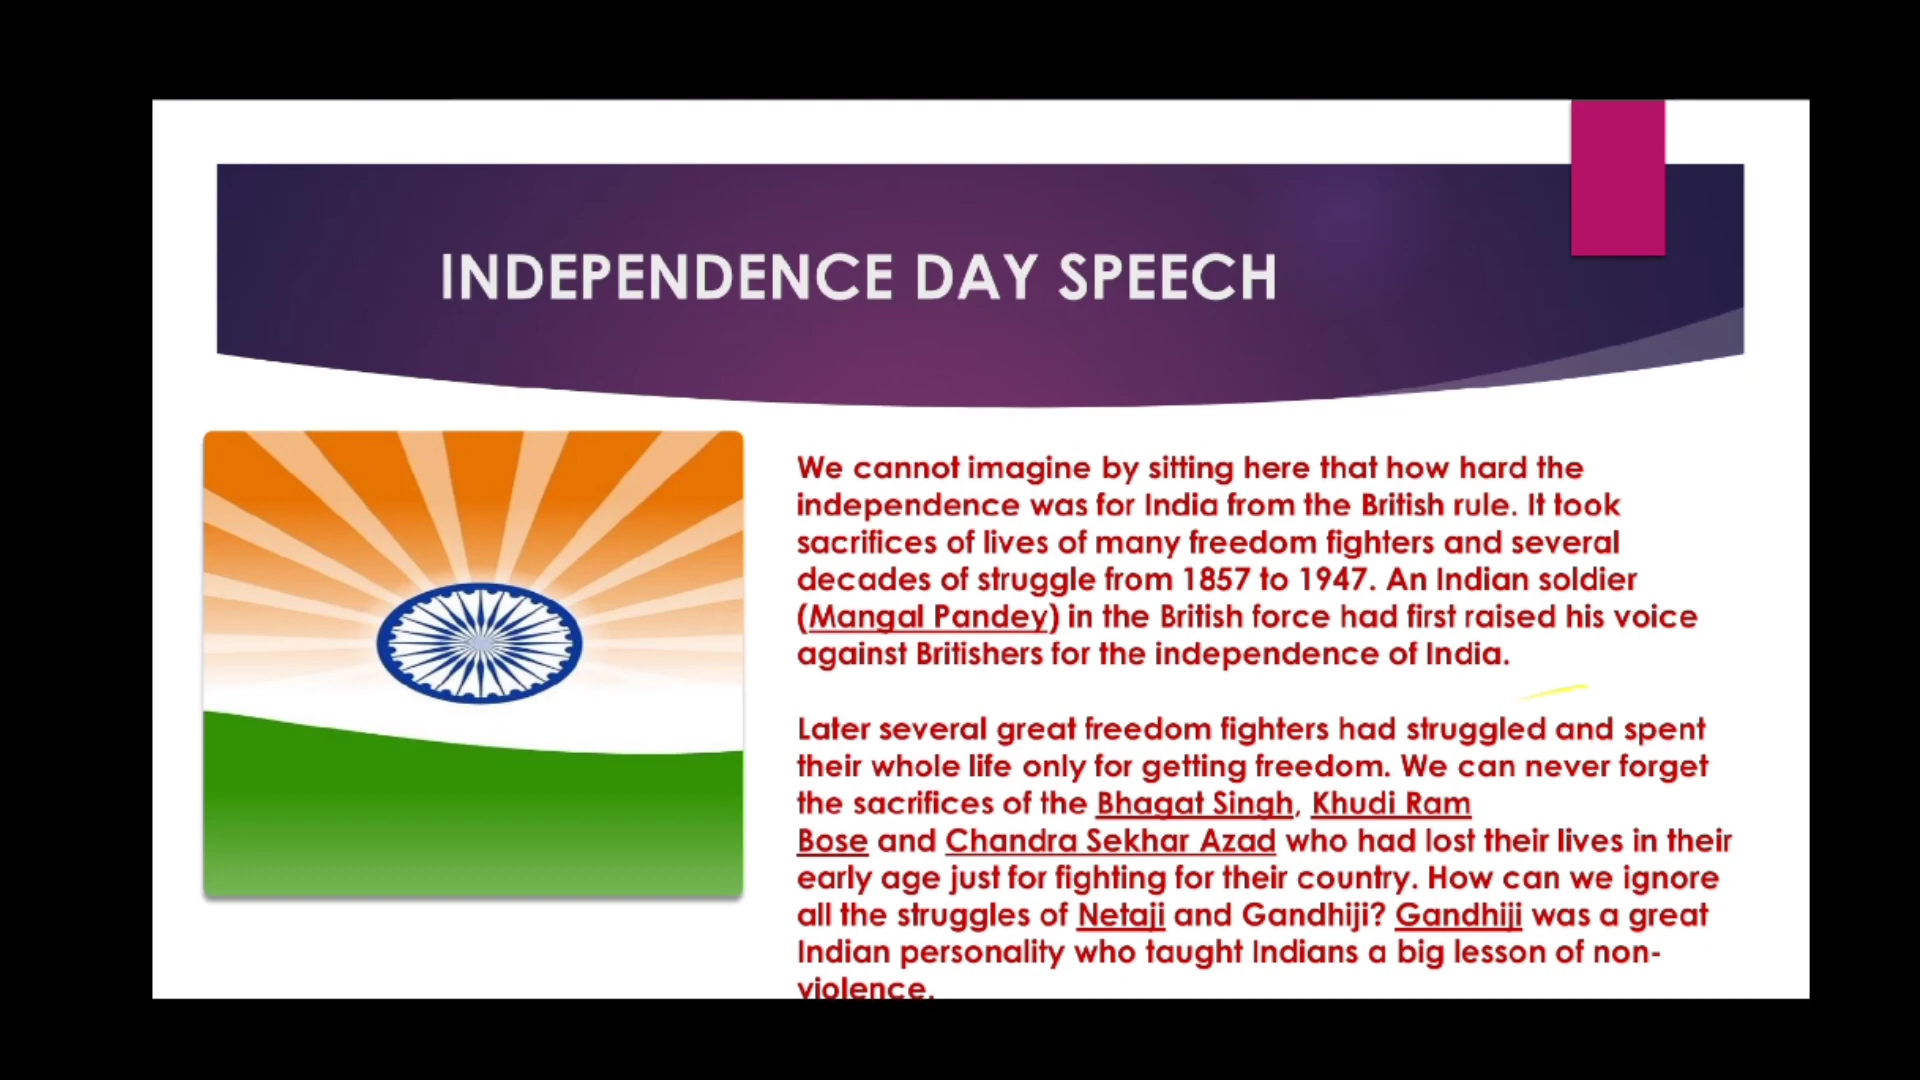 INDEPENDENCE DAY SPEECH
We cannot imagine by sitting here that how hard the
independence was for India from the British rule. It took
sacrifices of lives of many freedom fighters and several
decades of struggle from 1857 to 1947. An Indian soldier
(Mangal Pandey) in the British force had first raised his voice
against Britishers for the independence of India.
Later several great freedom fighters had struggled and spent
their whole life only for getting freedom. We can never forget
the sacrifices of the Bhagat Singh, Khudi Ram
Bose and Chandra Sekhar Azad who had lost their lives in their
early age just for fighting for their country. How can we ignore
all the struggles of Netaji and Gandhiji? Gandhiji was a great
Indian personality who taught Indians a big lesson of non-
violence.